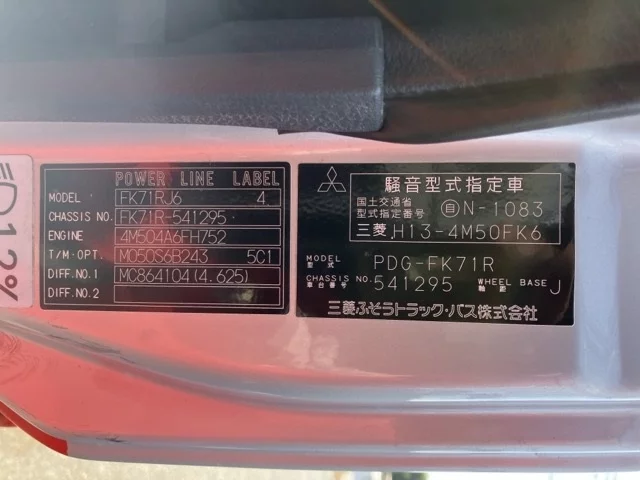 12%
POWER LINE LABEL
MODEL FK71RJ6 4
CHASSIS NO. FK71R-541295
ENGINE 4M504A6FH752
T/M・OPT. M050S6B243 5C1
DIFF.NO.1 MC864104(4.625)
DIFF.NO.2
騒音型式指定車
国土交通省
型式指定番号 自N-1083
三菱 H13-4M50FK6
MODEL
型式 PDG-FK71R
CHASSIS NO.
車台番号 541295 WHEEL BASE
軸距 J
三菱ふそうトラック・バス株式会社